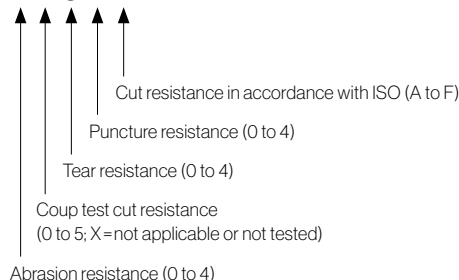 Cut resistance in accordance with ISO (A to F)
Puncture resistance (0 to 4)
Tear resistance (0 to 4)
Coup test cut resistance
(0 to 5; X = not applicable or not tested)
Abrasion resistance (0 to 4)